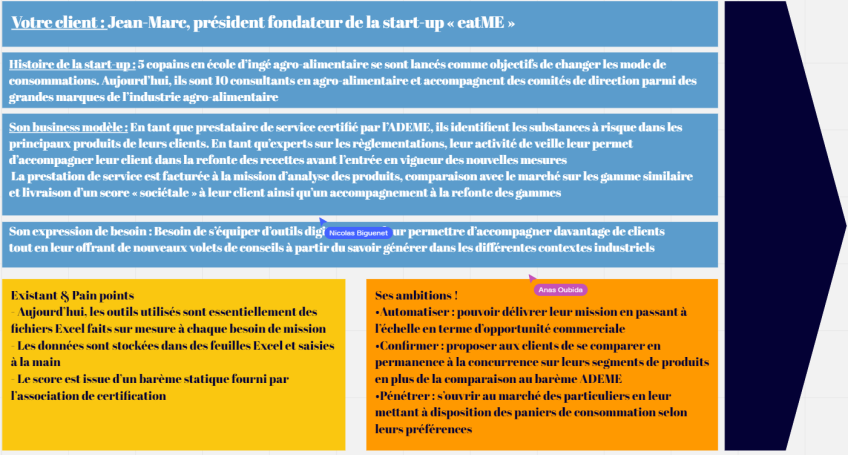 Votre client : Jean-Marc, président fondateur de la start-up « eatME »
Histoire de la start-up : 5 copains en école d'ingé agro-alimentaire se sont lancés comme objectifs de changer les mode de
consommations. Aujourd'hui, ils sont 10 consultants en agro-alimentaire et accompagnent des comités de direction parmi des
grandes marques de l'industrie agro-alimentaire
Son business modèle : En tant que prestataire de service certifié par l'ADEME, ils identifient les substances à risque dans les
principaux produits de leurs clients. En tant qu'experts sur les règlementations, leur activité de veille leur permet
d'accompagner leur client dans la refonte des recettes avant l'entrée en vigueur des nouvelles mesures
La prestation de service est facturée à la mission d'analyse des produits, comparaison avec le marché sur les gamme similaire
et livraison d'un score « sociétale » à leur client ainsi qu'un accompagnement à la refonte des gammes
Son expression de besoin : Besoin de s'équiper d'outils permettre d'accompagner davantage de clients
tout en leur offrant de nouveaux volets de conseils à partir du savoir générer dans les différentes contextes industriels
Nicolas Biguenet
Anas Oubida
Existant & Pain points
- Aujourd'hui, les outils utilisés sont essentiellement des
fichiers Excel faits sur mesure à chaque besoin de mission
- Les données sont stockées dans des feuilles Excel et saisies
à la main
- Le score est issue d'un barème statique fourni par
l'association de certification
Ses ambitions !
•Automatiser : pouvoir délivrer leur mission en passant à
l'échelle en terme d'opportunité commerciale
•Confirmer : proposer aux clients de se comparer en
permanence à la concurrence sur leurs segments de produits
en plus de la comparaison au barème ADEME
•Pénétrer : s'ouvrir au marché des particuliers en leur
mettant à disposition des paniers de consommation selon
leurs préférences